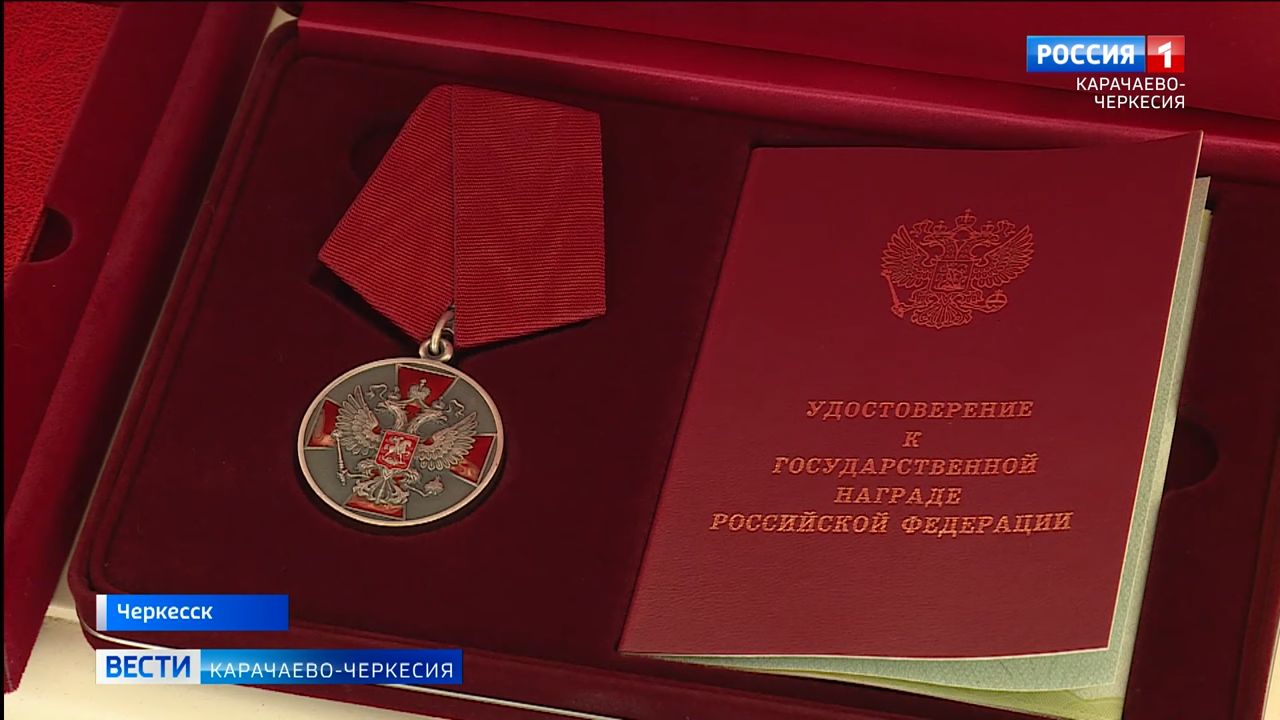 РОССИЯ 1
КАРАЧАЕВО-
ЧЕРКЕСИЯ
УДОСТОВЕРЕНИЕ
К
ГОСУДАРСТВЕННОЙ
НАГРАДЕ
РОССИЙСКОЙ ФЕДЕРАЦИИ
Черкесск
ВЕСТИ КАРАЧАЕВО-ЧЕРКЕСИЯ